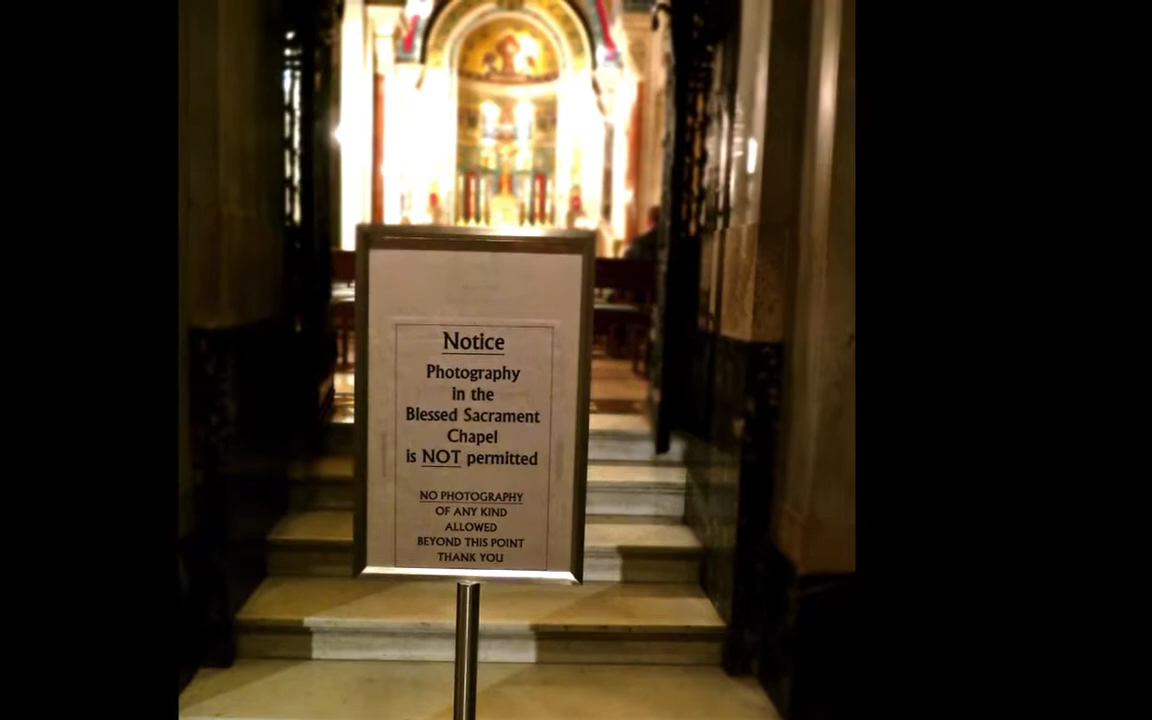 Notice
Photography
in the
Blessed Sacrament
Chapel
is NOT permitted
NO PHOTOGRAPHY
OF ANY KIND
ALLOWED
BEYOND THIS POINT
THANK YOU